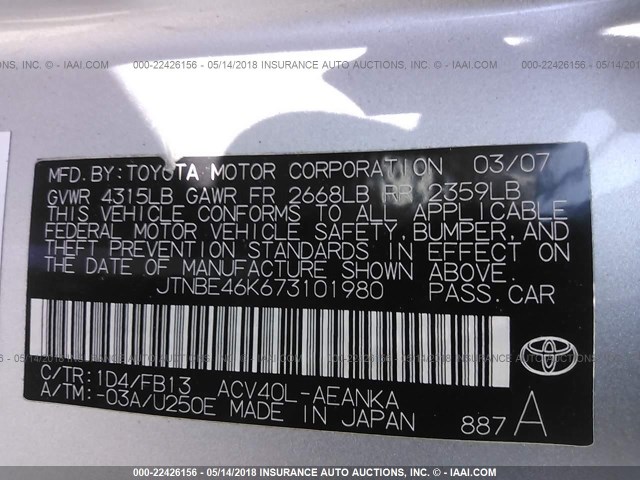 000-22426156 - 05/14/2018 INSURANCE AUTO AUCTIONS, INC. - © IAAI.COM
MFD. BY: TOYOTA MOTOR CORPORATION 03/07
GVWR 4315LB GAWR FR 2668LB RR 2359LB
THIS VEHICLE CONFORMS TO ALL APPLICABLE
FEDERAL MOTOR VEHICLE SAFETY, BUMPER, AND
THEFT PREVENTION STANDARDS IN EFFECT ON
THE DATE OF MANUFACTURE SHOWN ABOVE.
JTNBE46K673101980 PASS. CAR
C/TR: 1D4/FB13 ACV40L-AEANKA
A/TM: -03A/U250E MADE IN JAPAN 887 A
000-22426156 - 05/14/2018 INSURANCE AUTO AUCTIONS, INC. - © IAAI.COM